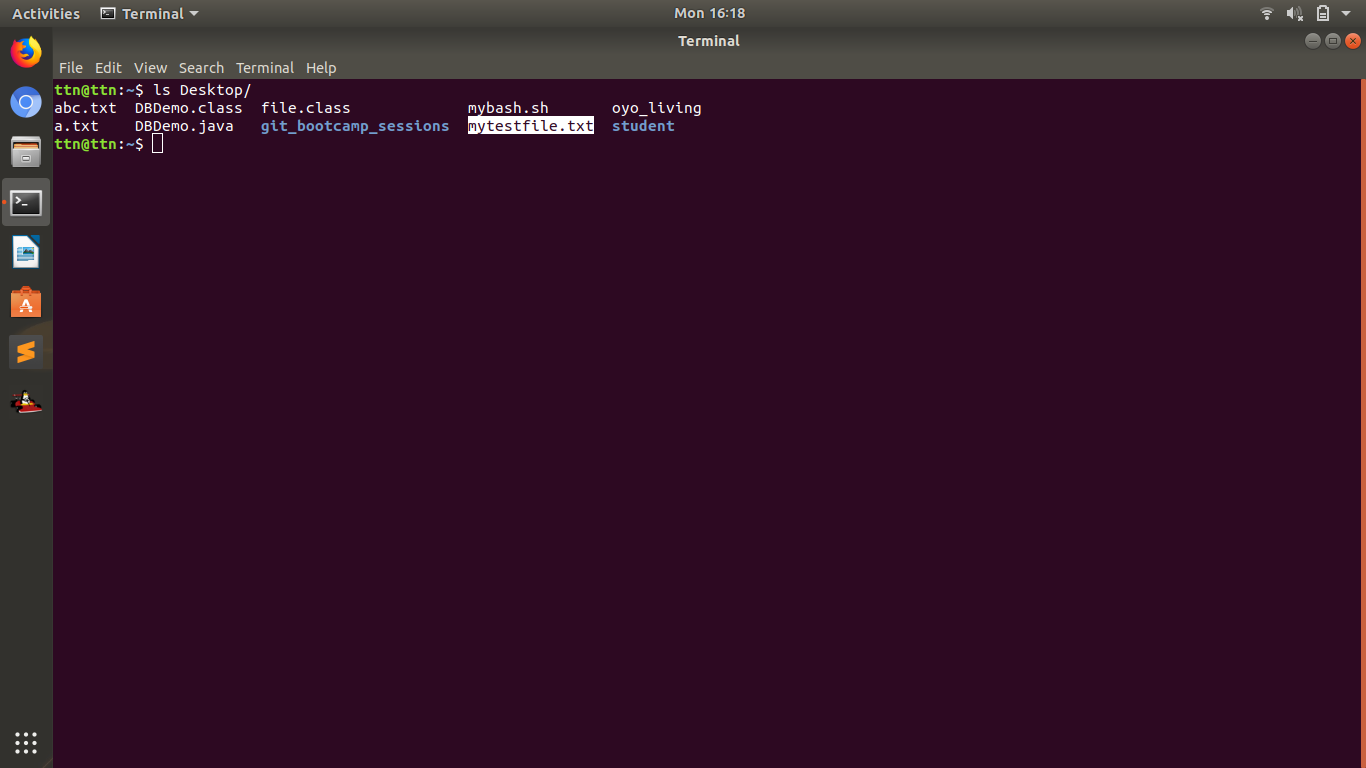 Activities Terminal Mon 16:18
Terminal
File Edit View Search Terminal Help
ttn@ttn:~$ ls Desktop/
abc.txt  DBDemo.class  file.class             mybash.sh       oyo_living
a.txt    DBDemo.java   git_bootcamp_sessions  mytestfile.txt  student
ttn@ttn:~$